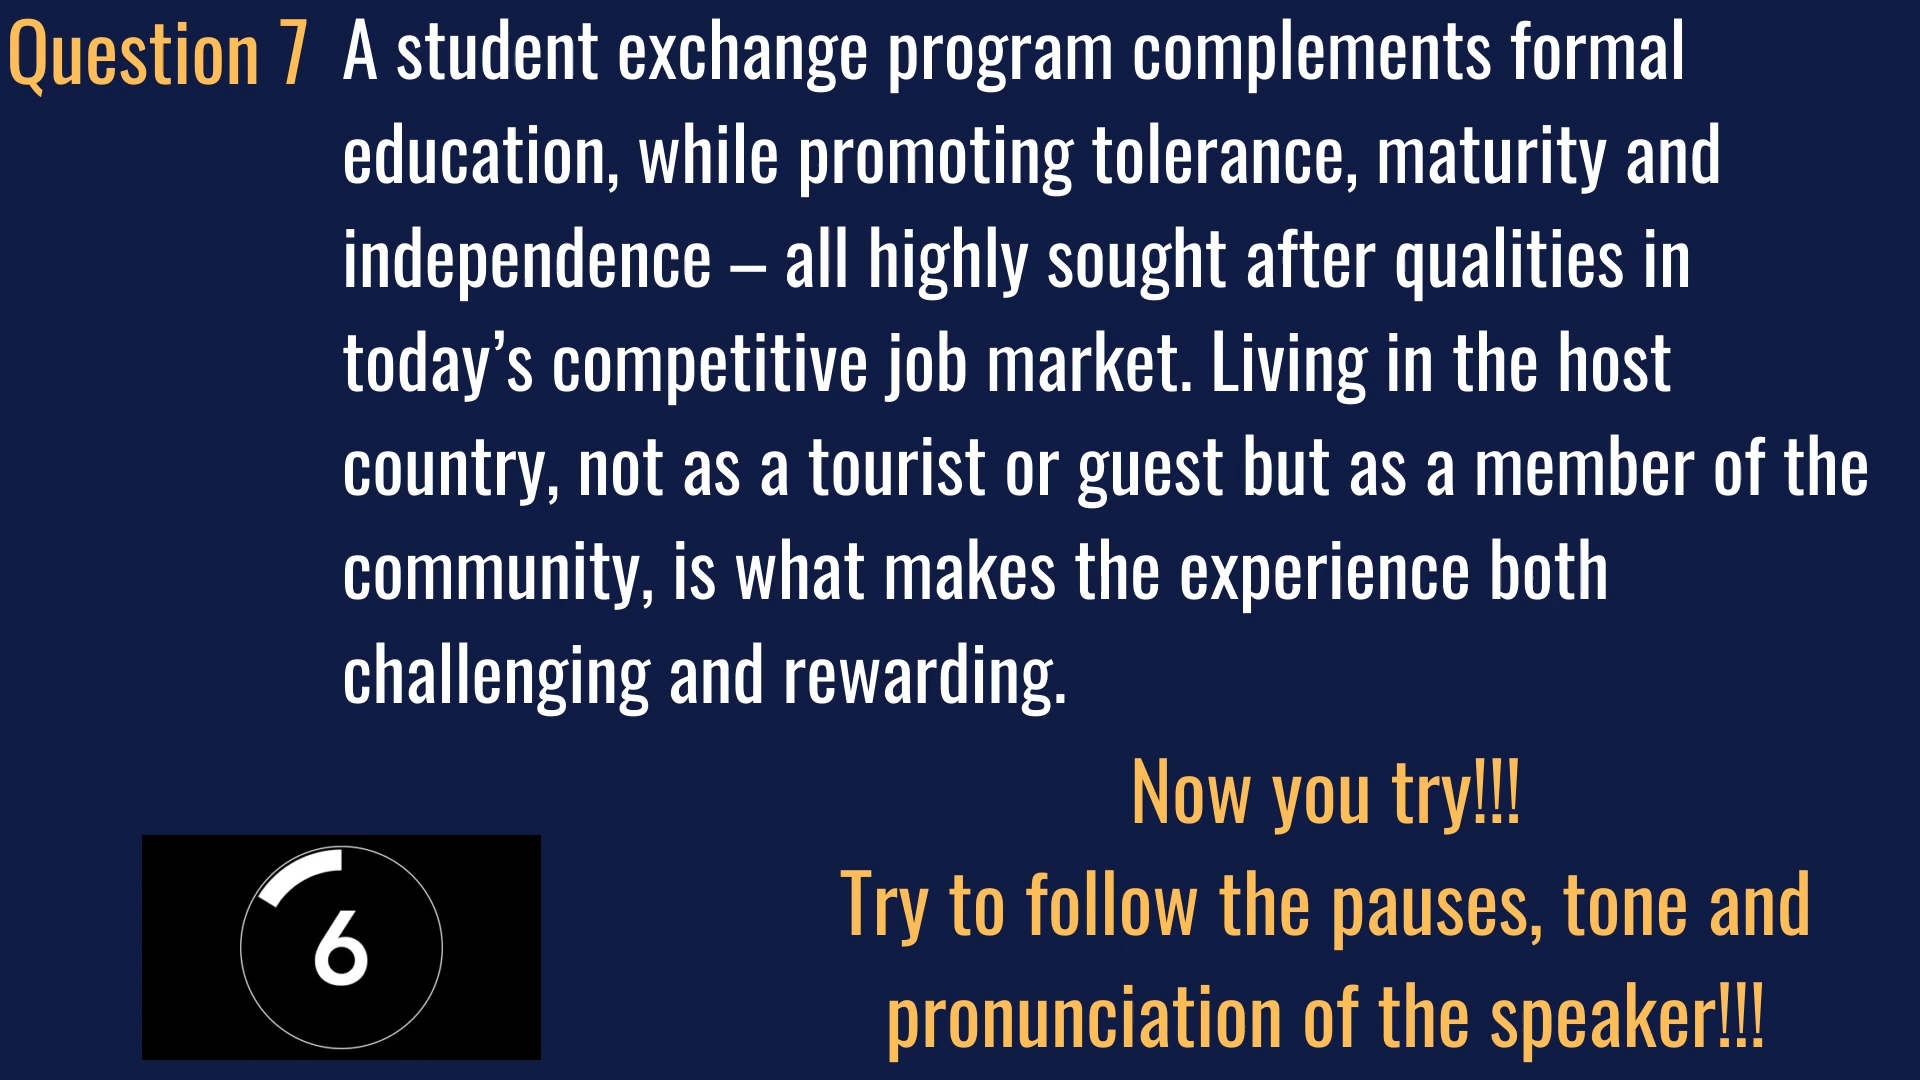 Question 7
A student exchange program complements formal
education, while promoting tolerance, maturity and
independence – all highly sought after qualities in
today’s competitive job market. Living in the host
country, not as a tourist or guest but as a member of the
community, is what makes the experience both
challenging and rewarding.
Now you try!!!
Try to follow the pauses, tone and
pronunciation of the speaker!!!
6